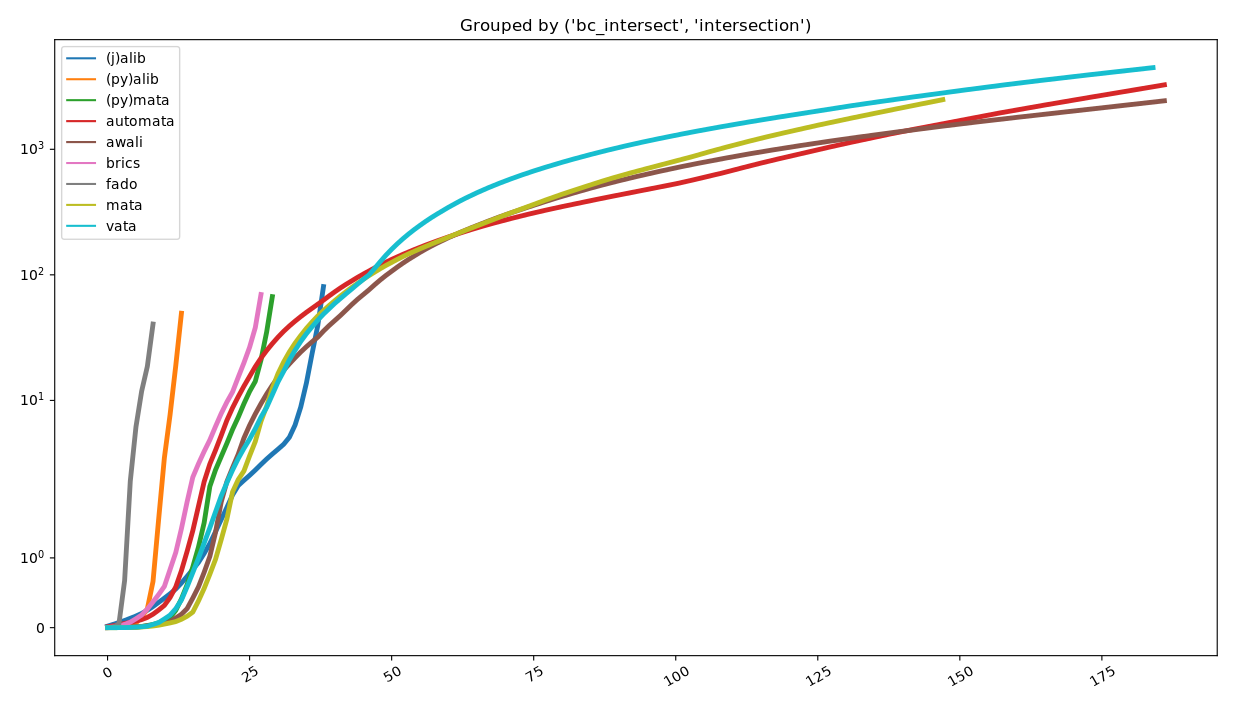 Grouped by ('bc_intersect', 'intersection')
(j)alib
(py)alib
(py)mata
automata
awali
brics
fado
mata
vata
10³
10²
10¹
10⁰
0
0
25
50
75
100
125
150
175